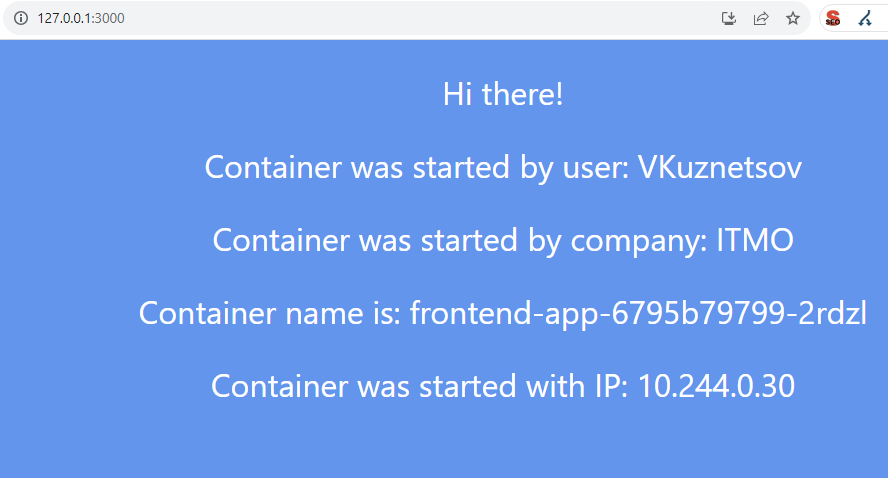 127.0.0.1:3000
SEO
Hi there!
Container was started by user: VKuznetsov
Container was started by company: ITMO
Container name is: frontend-app-6795b79799-2rdzl
Container was started with IP: 10.244.0.30